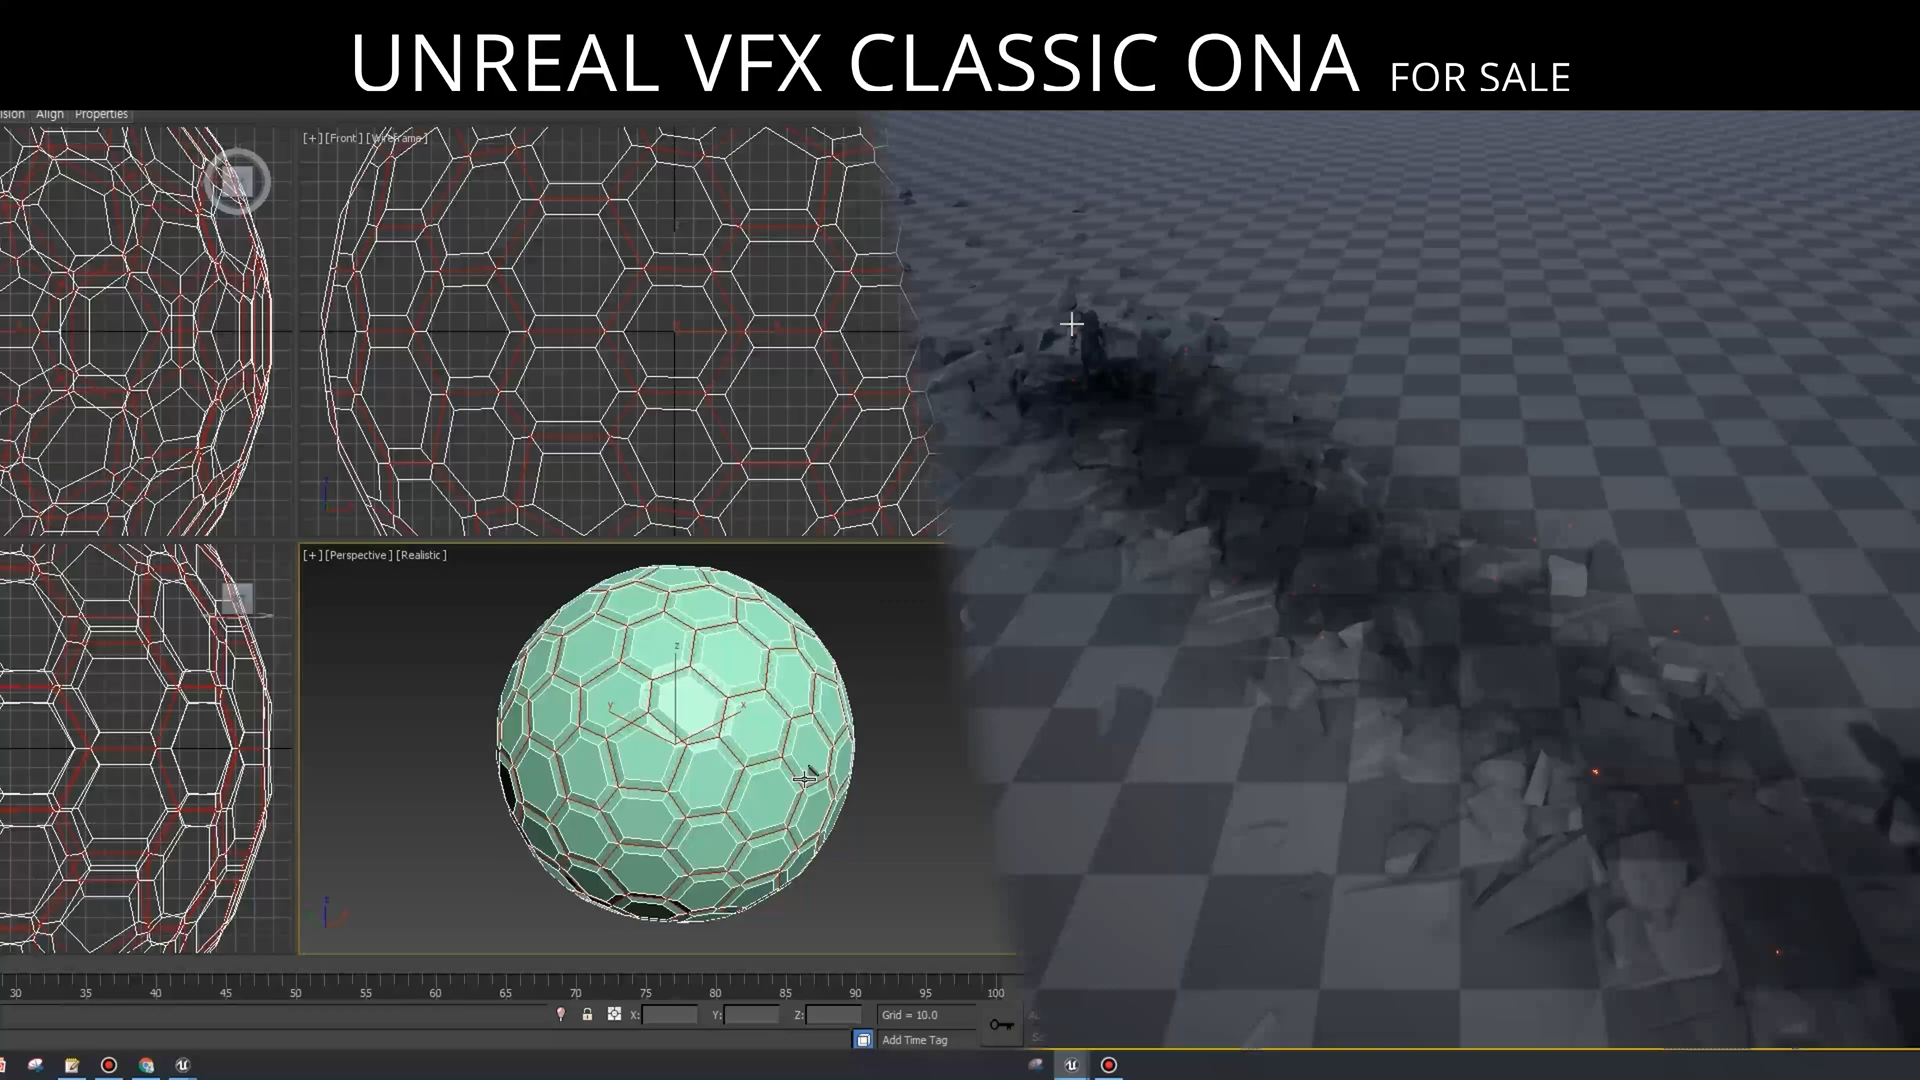 UNREAL VFX CLASSIC ONA FOR SALE
ision Align Properties
[+] [Front] [Wireframe]
[+] [Perspective] [Realistic]
z
Y
X
30 35 40 45 50 55 60 65 70 75 80 85 90 95 100
X: Y: Z: Grid = 10.0
Add Time Tag